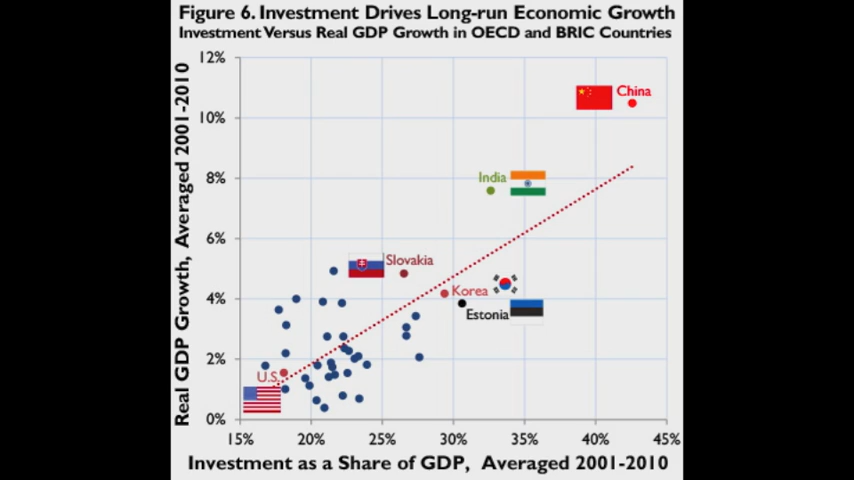 Figure 6. Investment Drives Long-run Economic Growth
Investment Versus Real GDP Growth in OECD and BRIC Countries
Real GDP Growth, Averaged 2001-2010
12%
10%
8%
6%
4%
2%
0%
China
India
Slovakia
Korea
Estonia
U.S.
15%
20%
25%
30%
35%
40%
45%
Investment as a Share of GDP, Averaged 2001-2010